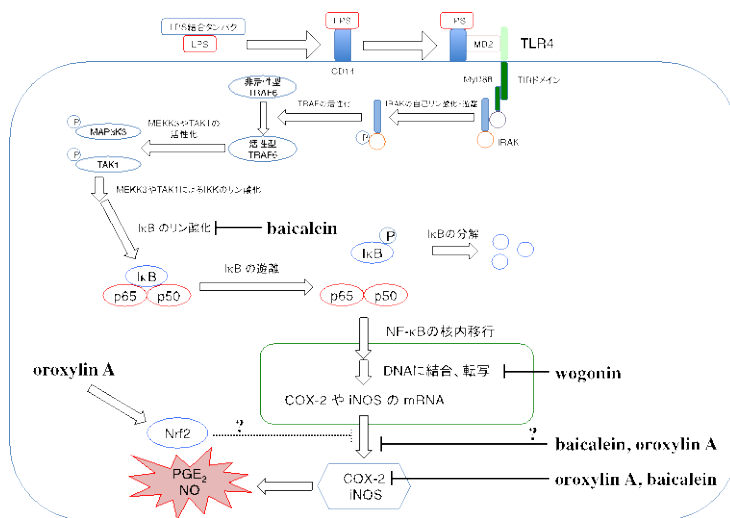 LPS結合タンパク
LPS
LPS
CD14
LPS
MD2
TLR4
MyD88
TIRドメイン
非活性型
TRAF6
TRAFの活性化
IRAKの自己リン酸化・遊離
P
IRAK
MEKK3やTAK1の
活性化
活性型
TRAF6
P
MAP3K3
P
TAK1
MEKK3やTAK1によるIKKのリン酸化
IκB のリン酸化
baicalein
P
IκB
IκBの分解
IκB
p65
p50
IκB の遊離
p65
p50
NF-κBの核内移行
DNAに結合、転写
wogonin
COX-2 や iNOS の mRNA
oroxylin A
Nrf2
?
?
baicalein, oroxylin A
PGE2
NO
COX-2
iNOS
oroxylin A, baicalein